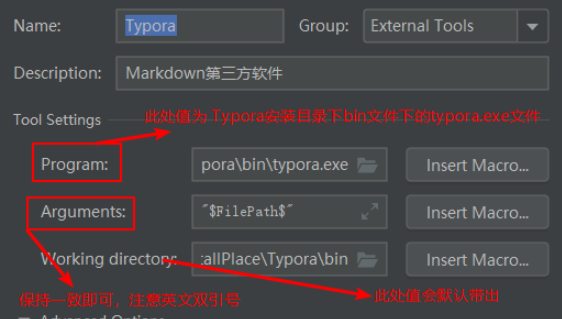 Name: Typora Group: External Tools
Description: Markdown第三方软件
Tool Settings
此处值为 Typora安装目录下bin文件下的typora.exe文件
Program: pora\bin\typora.exe Insert Macro...
Arguments: "$FilePath$" Insert Macro...
Working directory: :allPlace\Typora\bin Insert Macro...
保持一致即可，注意英文双引号
此处值会默认带出
Advanced Options